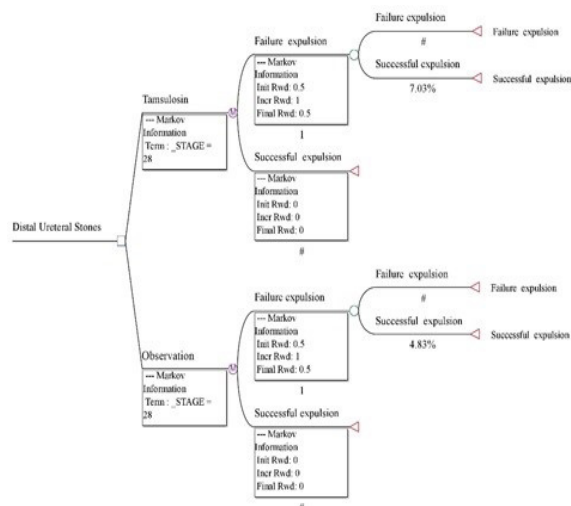 Failure expulsion
#
Failure expulsion
Failure expulsion
Successful expulsion
7.03%
Successful expulsion
--- Markov
Information
Init Rwd: 0.5
Incr Rwd: 1
Final Rwd: 0.5
1
Tamsulosin
--- Markov
Information
Term : _STAGE =
28
M
Successful expulsion
--- Markov
Information
Init Rwd: 0
Incr Rwd: 0
Final Rwd: 0
#
Distal Ureteral Stones
Failure expulsion
#
Failure expulsion
Failure expulsion
Successful expulsion
4.83%
Successful expulsion
--- Markov
Information
Init Rwd: 0.5
Incr Rwd: 1
Final Rwd: 0.5
1
Observation
--- Markov
Information
Term : _STAGE =
28
M
Successful expulsion
--- Markov
Information
Init Rwd: 0
Incr Rwd: 0
Final Rwd: 0